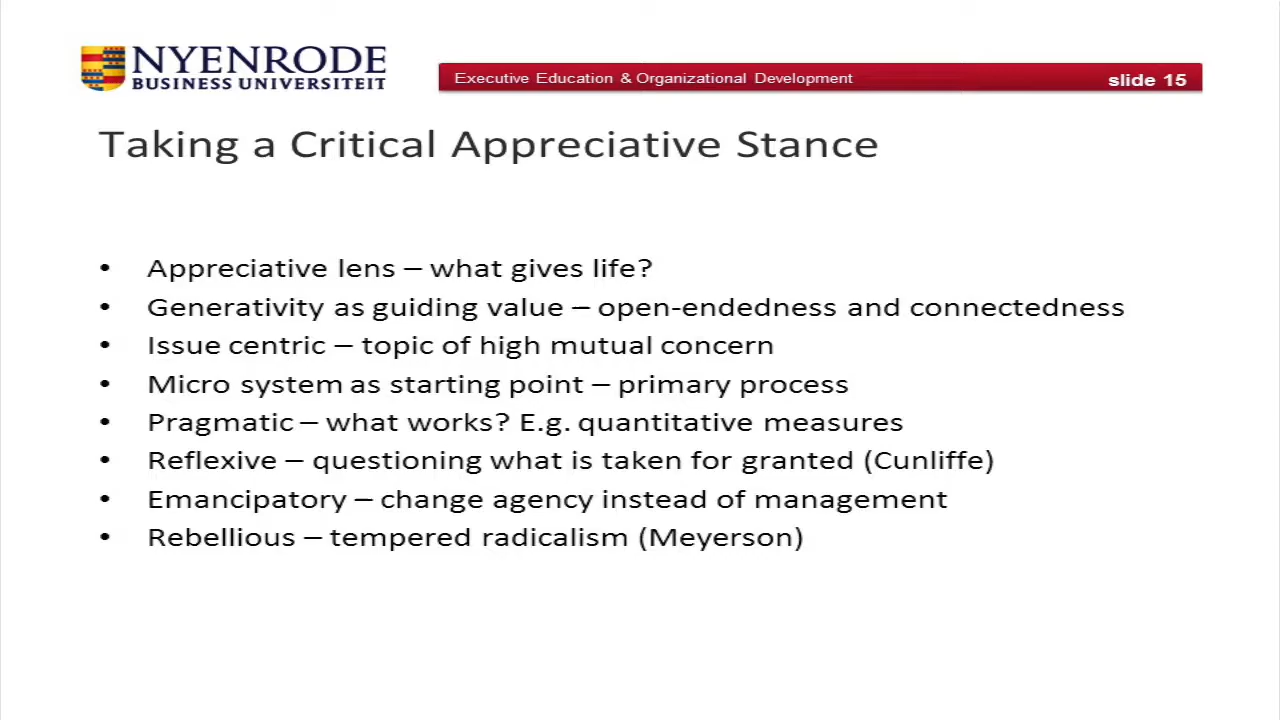 NYENRODE
BUSINESS UNIVERSITEIT
Executive Education & Organizational Development
slide 15
Taking a Critical Appreciative Stance
• Appreciative lens – what gives life?
• Generativity as guiding value – open-endedness and connectedness
• Issue centric – topic of high mutual concern
• Micro system as starting point – primary process
• Pragmatic – what works? E.g. quantitative measures
• Reflexive – questioning what is taken for granted (Cunliffe)
• Emancipatory – change agency instead of management
• Rebellious – tempered radicalism (Meyerson)